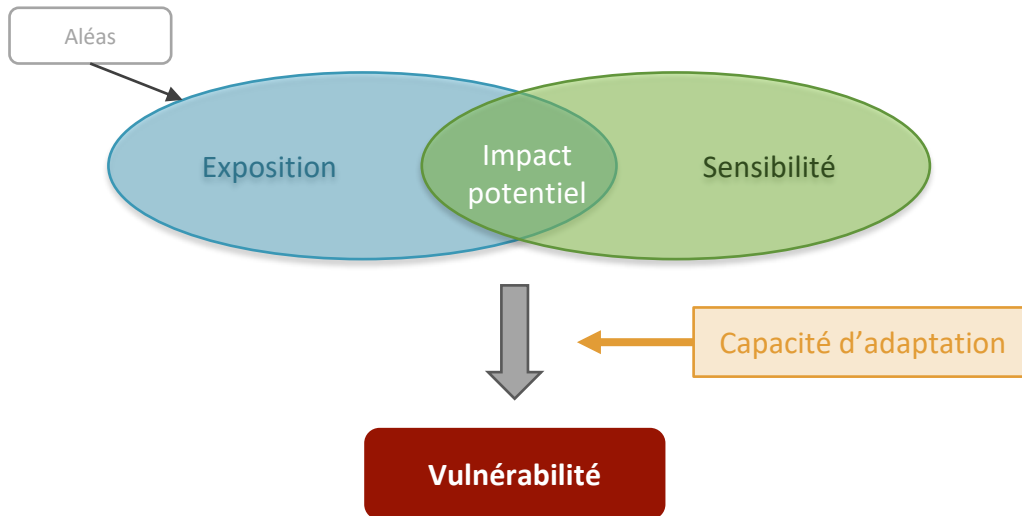 Aléas
Exposition
Impact
potentiel
Sensibilité
Capacité d’adaptation
Vulnérabilité